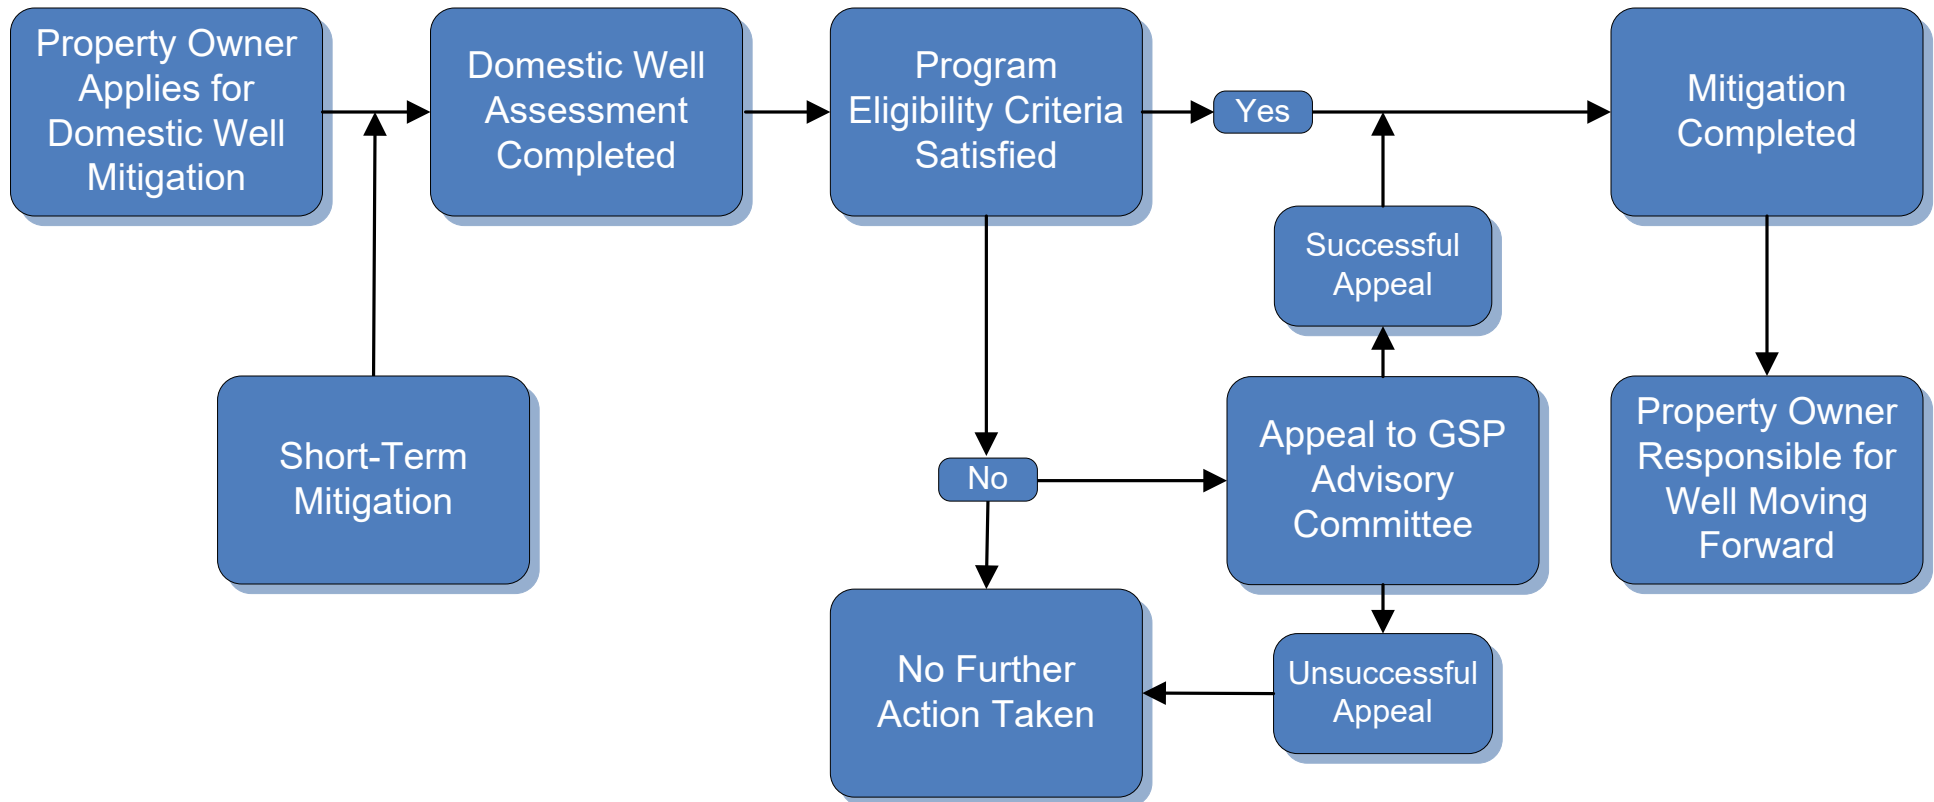 Property Owner
Applies for
Domestic Well
Mitigation
Domestic Well
Assessment
Completed
Program
Eligibility Criteria
Satisfied
Yes
Mitigation
Completed
Successful
Appeal
Short-Term
Mitigation
No
Appeal to GSP
Advisory
Committee
Property Owner
Responsible for
Well Moving
Forward
No Further
Action Taken
Unsuccessful
Appeal